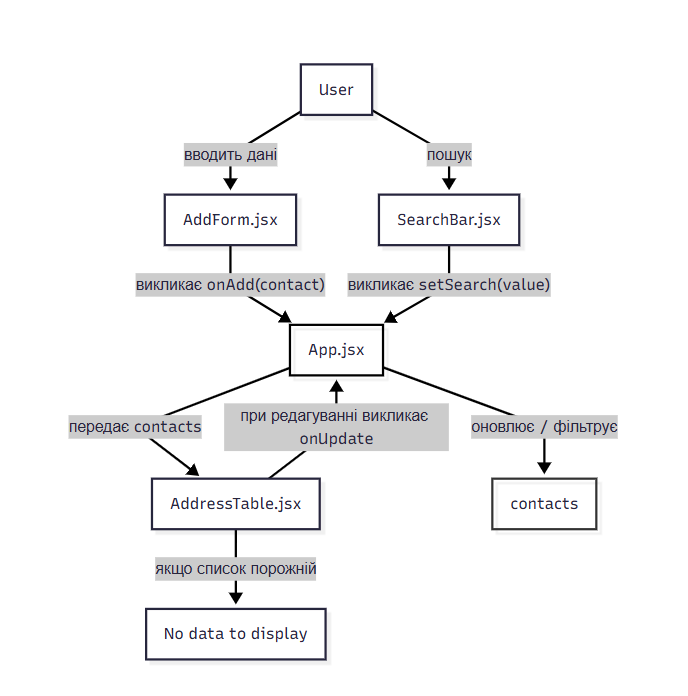 User
вводить дані
пошук
AddForm.jsx
SearchBar.jsx
викликає onAdd(contact)
викликає setSearch(value)
App.jsx
передає contacts
при редагуванні викликає
onUpdate
оновлює / фільтрує
AddressTable.jsx
contacts
якщо список порожній
No data to display